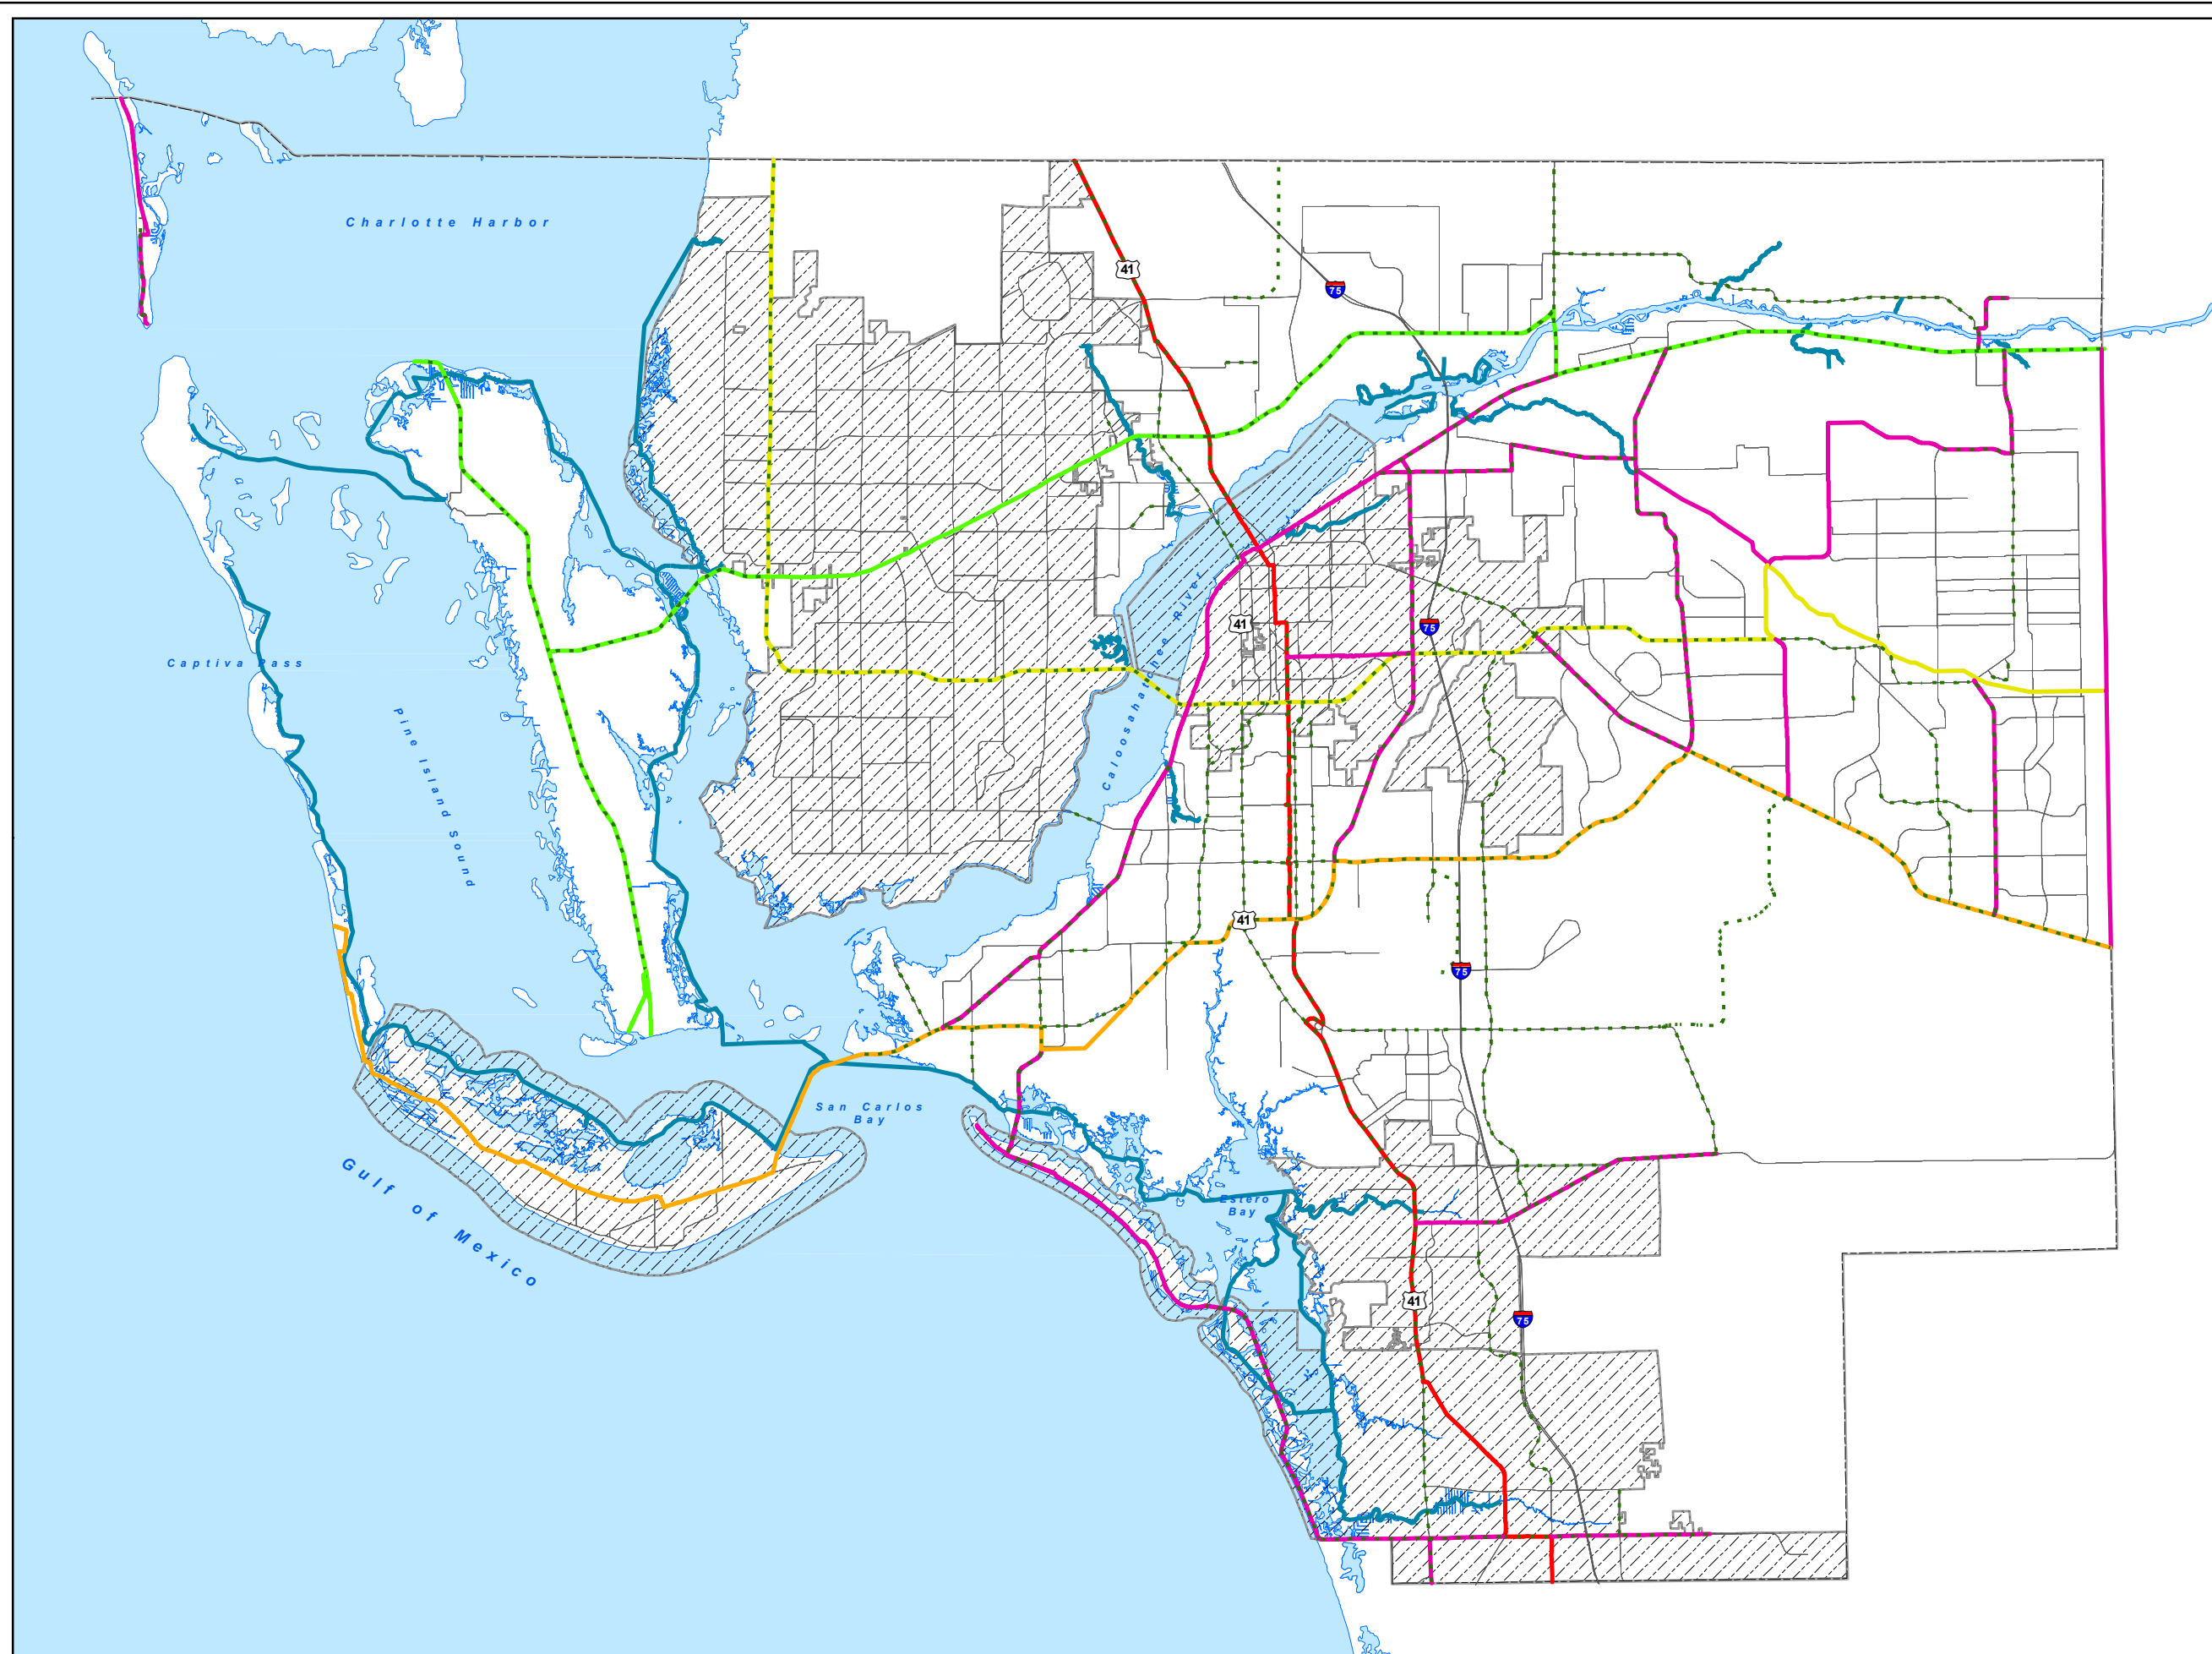 Charlotte Harbor
41
75
Captiva Pass
Pine Island Sound
Caloosahatchee River
41
75
41
75
San Carlos
Bay
Gulf of Mexico
Estero
Bay
41
75